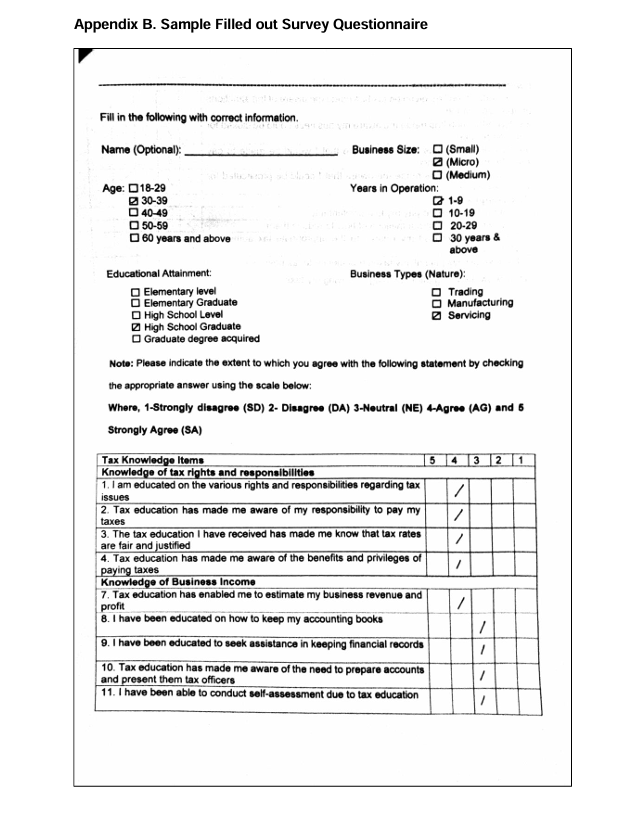 Appendix B. Sample Filled out Survey Questionnaire
Fill in the following with correct information.
Name (Optional): Business Size: ☐ (Small)
☑ (Micro)
☐ (Medium)
Age: ☐ 18-29 Years in Operation:
☑ 30-39 ☑ 1-9
☐ 40-49 ☐ 10-19
☐ 50-59 ☐ 20-29
☐ 60 years and above ☐ 30 years &
above
Educational Attainment: Business Types (Nature):
☐ Elementary level ☐ Trading
☐ Elementary Graduate ☐ Manufacturing
☐ High School Level ☑ Servicing
☑ High School Graduate
☐ Graduate degree acquired
Note: Please indicate the extent to which you agree with the following statement by checking
the appropriate answer using the scale below:
Where, 1-Strongly disagree (SD) 2- Disagree (DA) 3-Neutral (NE) 4-Agree (AG) and 5
Strongly Agree (SA)
Tax Knowledge Items 5 4 3 2 1
Knowledge of tax rights and responsibilities
1. I am educated on the various rights and responsibilities regarding tax /
issues
2. Tax education has made me aware of my responsibility to pay my /
taxes
3. The tax education I have received has made me know that tax rates /
are fair and justified
4. Tax education has made me aware of the benefits and privileges of /
paying taxes
Knowledge of Business Income
7. Tax education has enabled me to estimate my business revenue and /
profit
8. I have been educated on how to keep my accounting books /
9. I have been educated to seek assistance in keeping financial records /
10. Tax education has made me aware of the need to prepare accounts /
and present them tax officers
11. I have been able to conduct self-assessment due to tax education /